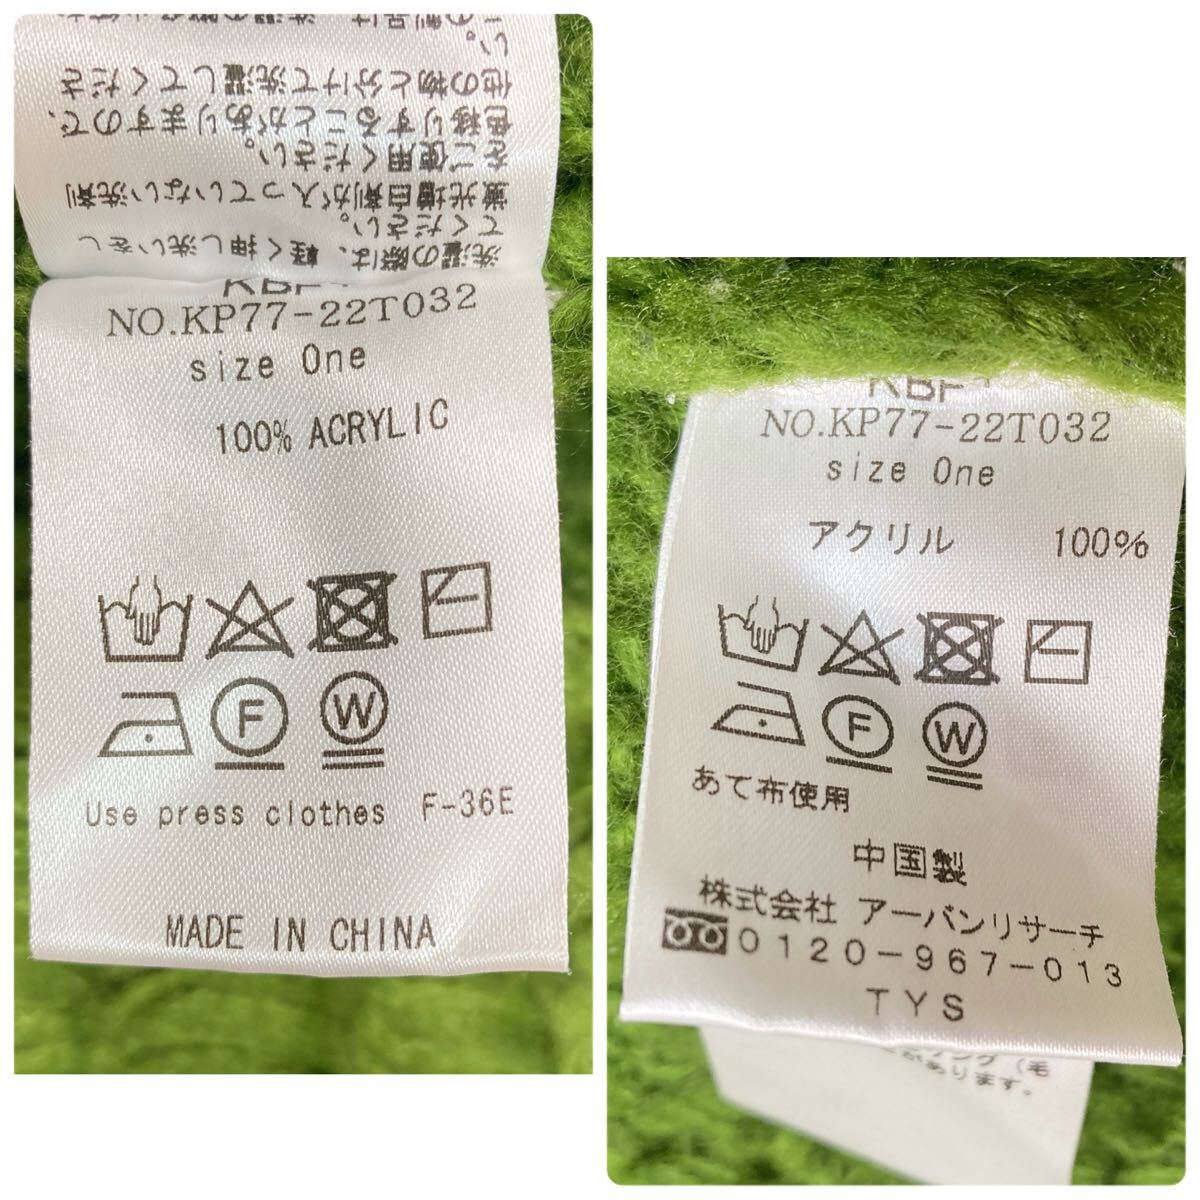 洗濯の際は、軽く押し洗いをし
てください。
蛍光増白剤が入っていない洗剤
をご使用ください。
色移りすることがありますので、
他の物と分けて洗濯してくださ
い。
KBF+
NO.KP77-22T032
size One
100% ACRYLIC
F
W
Use press clothes F-36E
MADE IN CHINA
KBF+
NO.KP77-22T032
size One
アクリル 100%
F
W
あて布使用
中国製
株式会社 アーバンリサーチ
0120-967-013
TYS
があります。